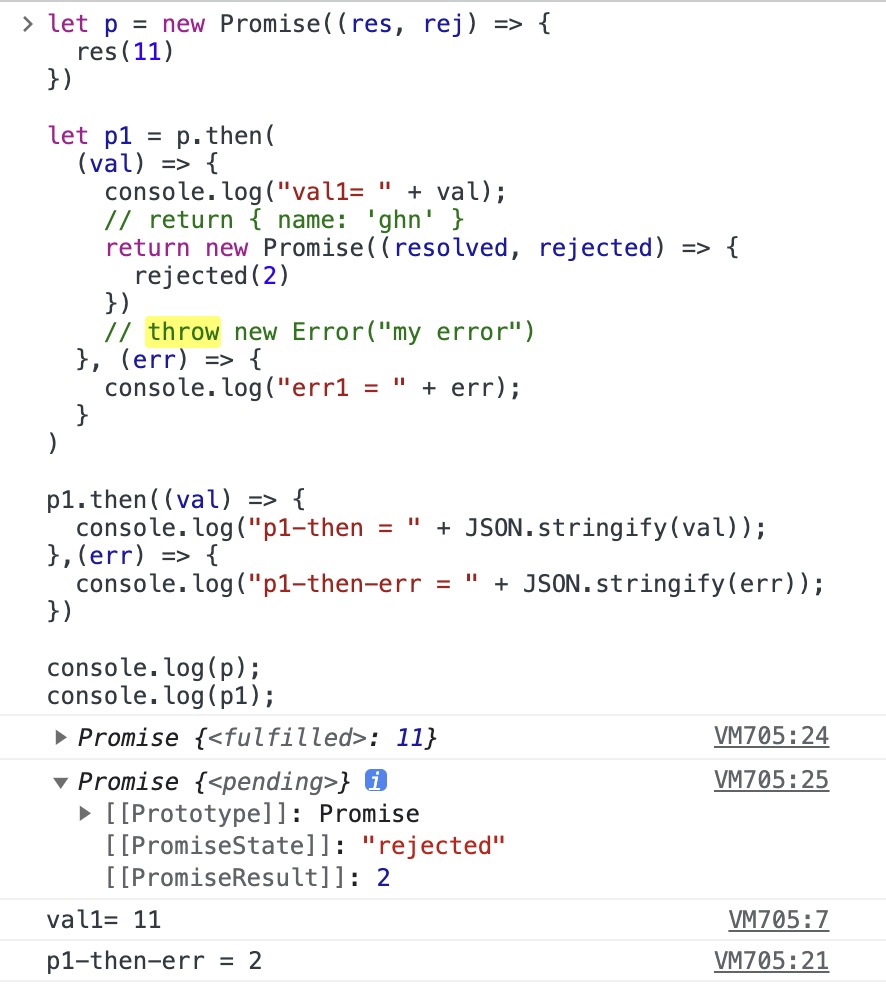 > let p = new Promise((res, rej) => {
  res(11)
})

let p1 = p.then(
  (val) => {
    console.log("val1= " + val);
    // return { name: 'ghn' }
    return new Promise((resolved, rejected) => {
      rejected(2)
    })
    // throw new Error("my error")
  }, (err) => {
    console.log("err1 = " + err);
  }
)

p1.then((val) => {
  console.log("p1-then = " + JSON.stringify(val));
},(err) => {
  console.log("p1-then-err = " + JSON.stringify(err));
})

console.log(p);
console.log(p1);
▶ Promise {<fulfilled>: 11} VM705:24
▼ Promise {<pending>} i VM705:25
▶ [[Prototype]]: Promise
[[PromiseState]]: "rejected"
[[PromiseResult]]: 2
val1= 11 VM705:7
p1-then-err = 2 VM705:21